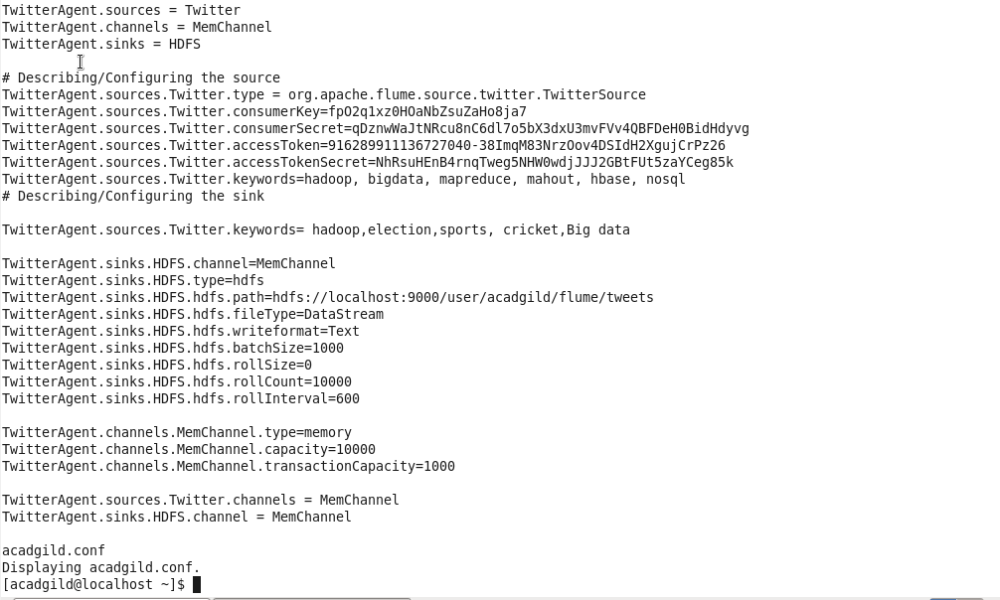 TwitterAgent.sources = Twitter
TwitterAgent.channels = MemChannel
TwitterAgent.sinks = HDFS
# Describing/Configuring the source
TwitterAgent.sources.Twitter.type = org.apache.flume.source.twitter.TwitterSource
TwitterAgent.sources.Twitter.consumerKey=fpO2q1xz0HOaNbZsuZaHo8ja7
TwitterAgent.sources.Twitter.consumerSecret=qDznwWaJtNRcu8nC6dl7o5bX3dxU3mvFVv4QBFDeH0BidHdyvg
TwitterAgent.sources.Twitter.accessToken=916289911136727040-38ImqM83NrzOov4DSIdH2XgujCrPz26
TwitterAgent.sources.Twitter.accessTokenSecret=NhRsuHEnB4rnqTweg5NHW0wdjJJJ2GBtFUt5zaYCeg85k
TwitterAgent.sources.Twitter.keywords=hadoop, bigdata, mapreduce, mahout, hbase, nosql
# Describing/Configuring the sink
TwitterAgent.sources.Twitter.keywords= hadoop,election,sports, cricket,Big data
TwitterAgent.sinks.HDFS.channel=MemChannel
TwitterAgent.sinks.HDFS.type=hdfs
TwitterAgent.sinks.HDFS.hdfs.path=hdfs://localhost:9000/user/acadgild/flume/tweets
TwitterAgent.sinks.HDFS.hdfs.fileType=DataStream
TwitterAgent.sinks.HDFS.hdfs.writeformat=Text
TwitterAgent.sinks.HDFS.hdfs.batchSize=1000
TwitterAgent.sinks.HDFS.hdfs.rollSize=0
TwitterAgent.sinks.HDFS.hdfs.rollCount=10000
TwitterAgent.sinks.HDFS.hdfs.rollInterval=600
TwitterAgent.channels.MemChannel.type=memory
TwitterAgent.channels.MemChannel.capacity=10000
TwitterAgent.channels.MemChannel.transactionCapacity=1000
TwitterAgent.sources.Twitter.channels = MemChannel
TwitterAgent.sinks.HDFS.channel = MemChannel
acadgild.conf
Displaying acadgild.conf.
[acadgild@localhost ~]$